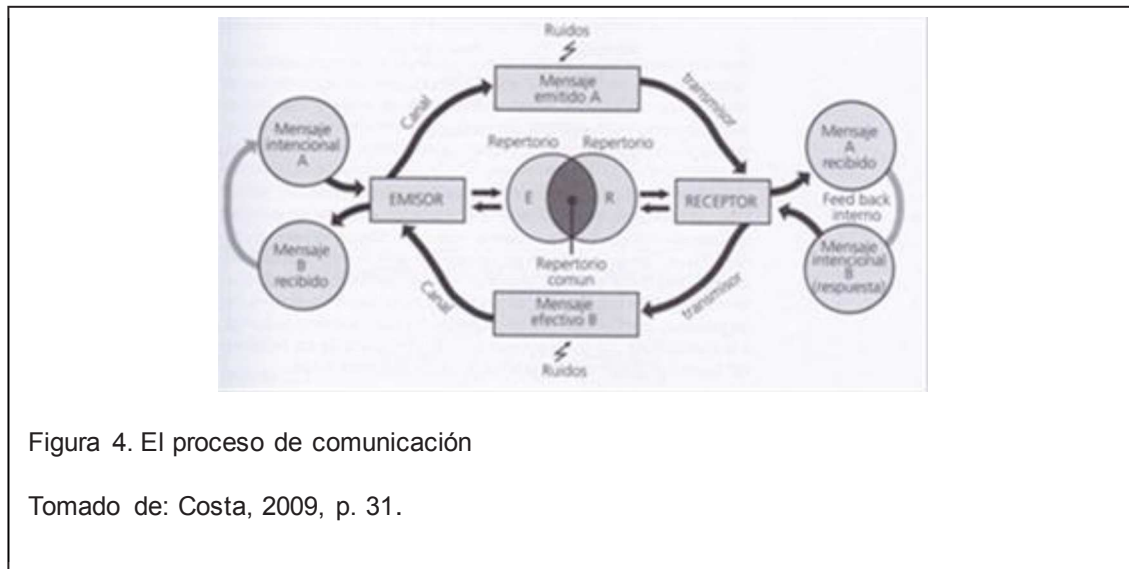 Ruidos
Mensaje
emitido A
Canal
transmisor
Mensaje
intencional
A
Repertorio
Repertorio
Mensaje
A
recibido
EMISOR
E
R
RECEPTOR
Feed back
interno
Mensaje
B
recibido
Repertorio
comun
Mensaje
intencional
B
(respuesta)
Canal
Mensaje
efectivo B
transmisor
Ruidos
Figura 4. El proceso de comunicación
Tomado de: Costa, 2009, p. 31.